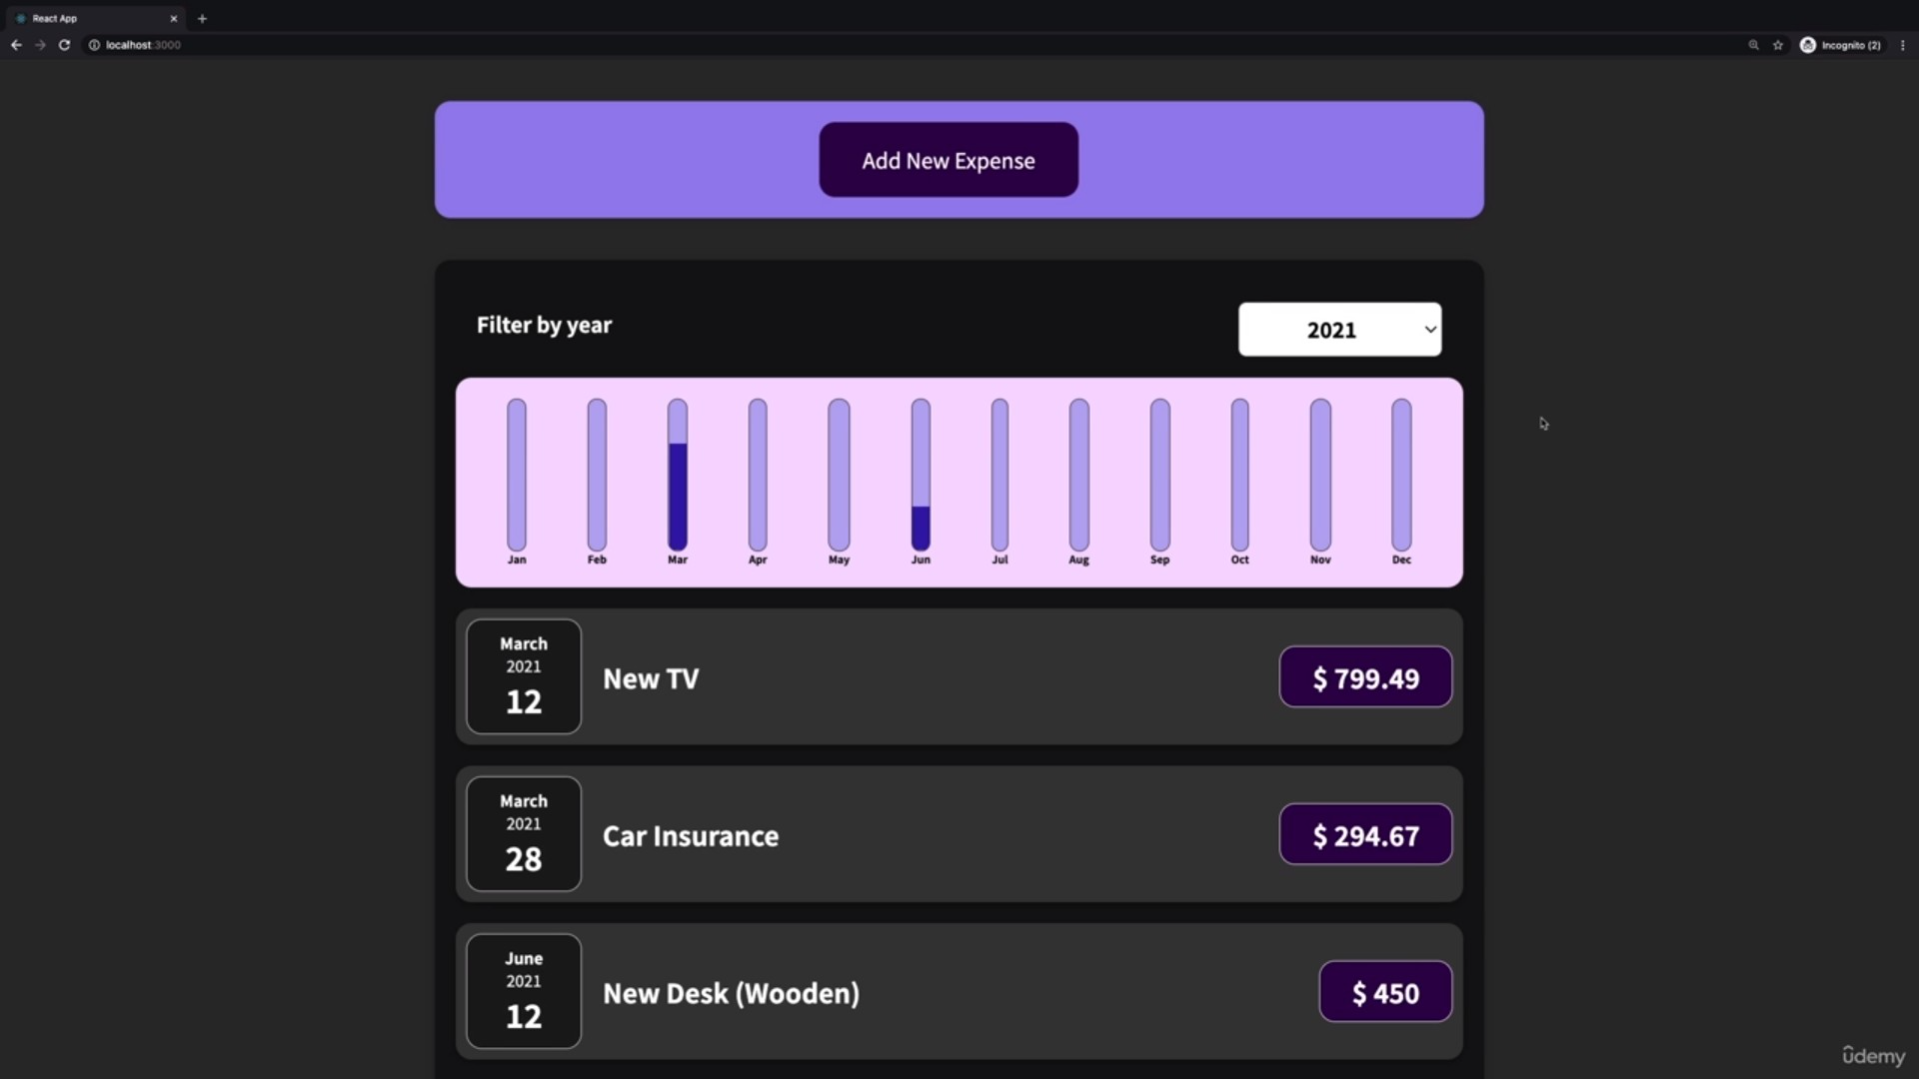 React App
localhost:3000
Incognito (2)
Add New Expense
Filter by year
2021
Jan Feb Mar Apr May Jun Jul Aug Sep Oct Nov Dec
March
2021
12
New TV
$ 799.49
March
2021
28
Car Insurance
$ 294.67
June
2021
12
New Desk (Wooden)
$ 450
ûdemy